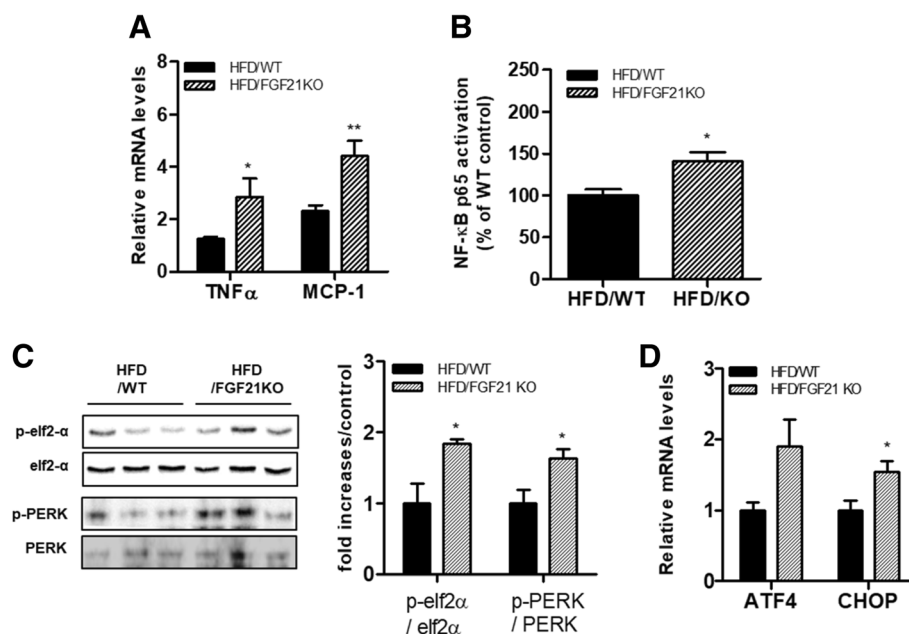 A
Relative mRNA levels
8
6
4
2
0
HFD/WT
HFD/FGF21KO
*
**
TNFα
MCP-1
B
NF-κB p65 activation
(% of WT control)
250
200
150
100
50
0
HFD/WT
HFD/FGF21KO
*
HFD/WT
HFD/KO
C
HFD
/WT
HFD
/FGF21KO
p-elf2-α
elf2-α
p-PERK
PERK
fold increases/control
3
2
1
0
HFD/WT
HFD/FGF21 KO
*
*
p-elf2α
/ elf2α
p-PERK
/ PERK
D
Relative mRNA levels
3
2
1
0
HFD/WT
HFD/FGF21 KO
*
ATF4
CHOP